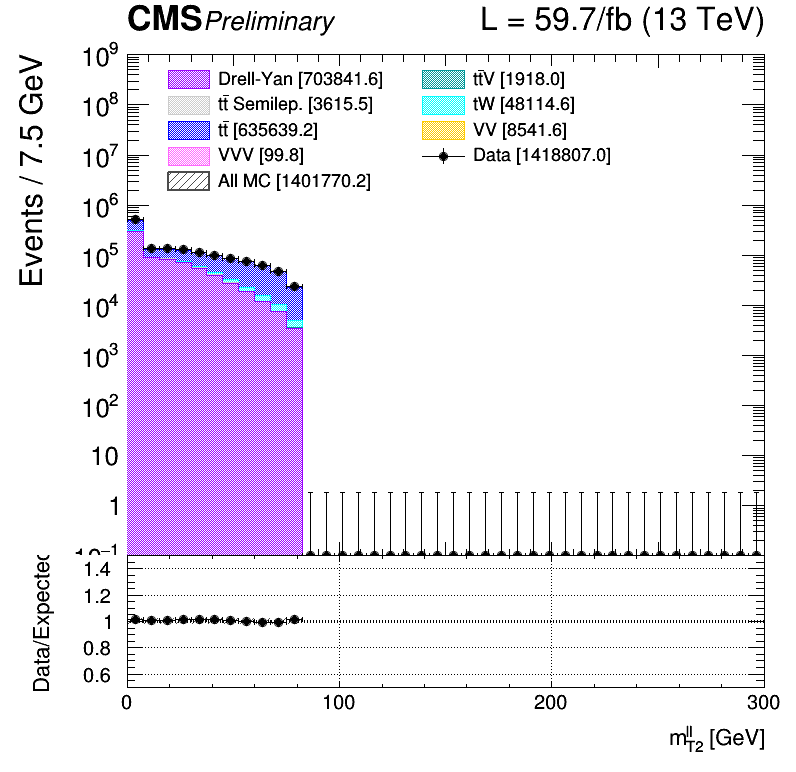 CMS Preliminary L = 59.7/fb (13 TeV)
Events / 7.5 GeV
10⁹
10⁸
10⁷
10⁶
10⁵
10⁴
10³
10²
10
1
10⁻¹
Drell-Yan [703841.6]
tt̄ Semilep. [3615.5]
tt̄ [635639.2]
VVV [99.8]
All MC [1401770.2]
tt̄V [1918.0]
tW [48114.6]
VV [8541.6]
Data [1418807.0]
Data/Expected
1.4
1.2
1
0.8
0.6
0 100 200 300
m_{T2}^{ll} [GeV]